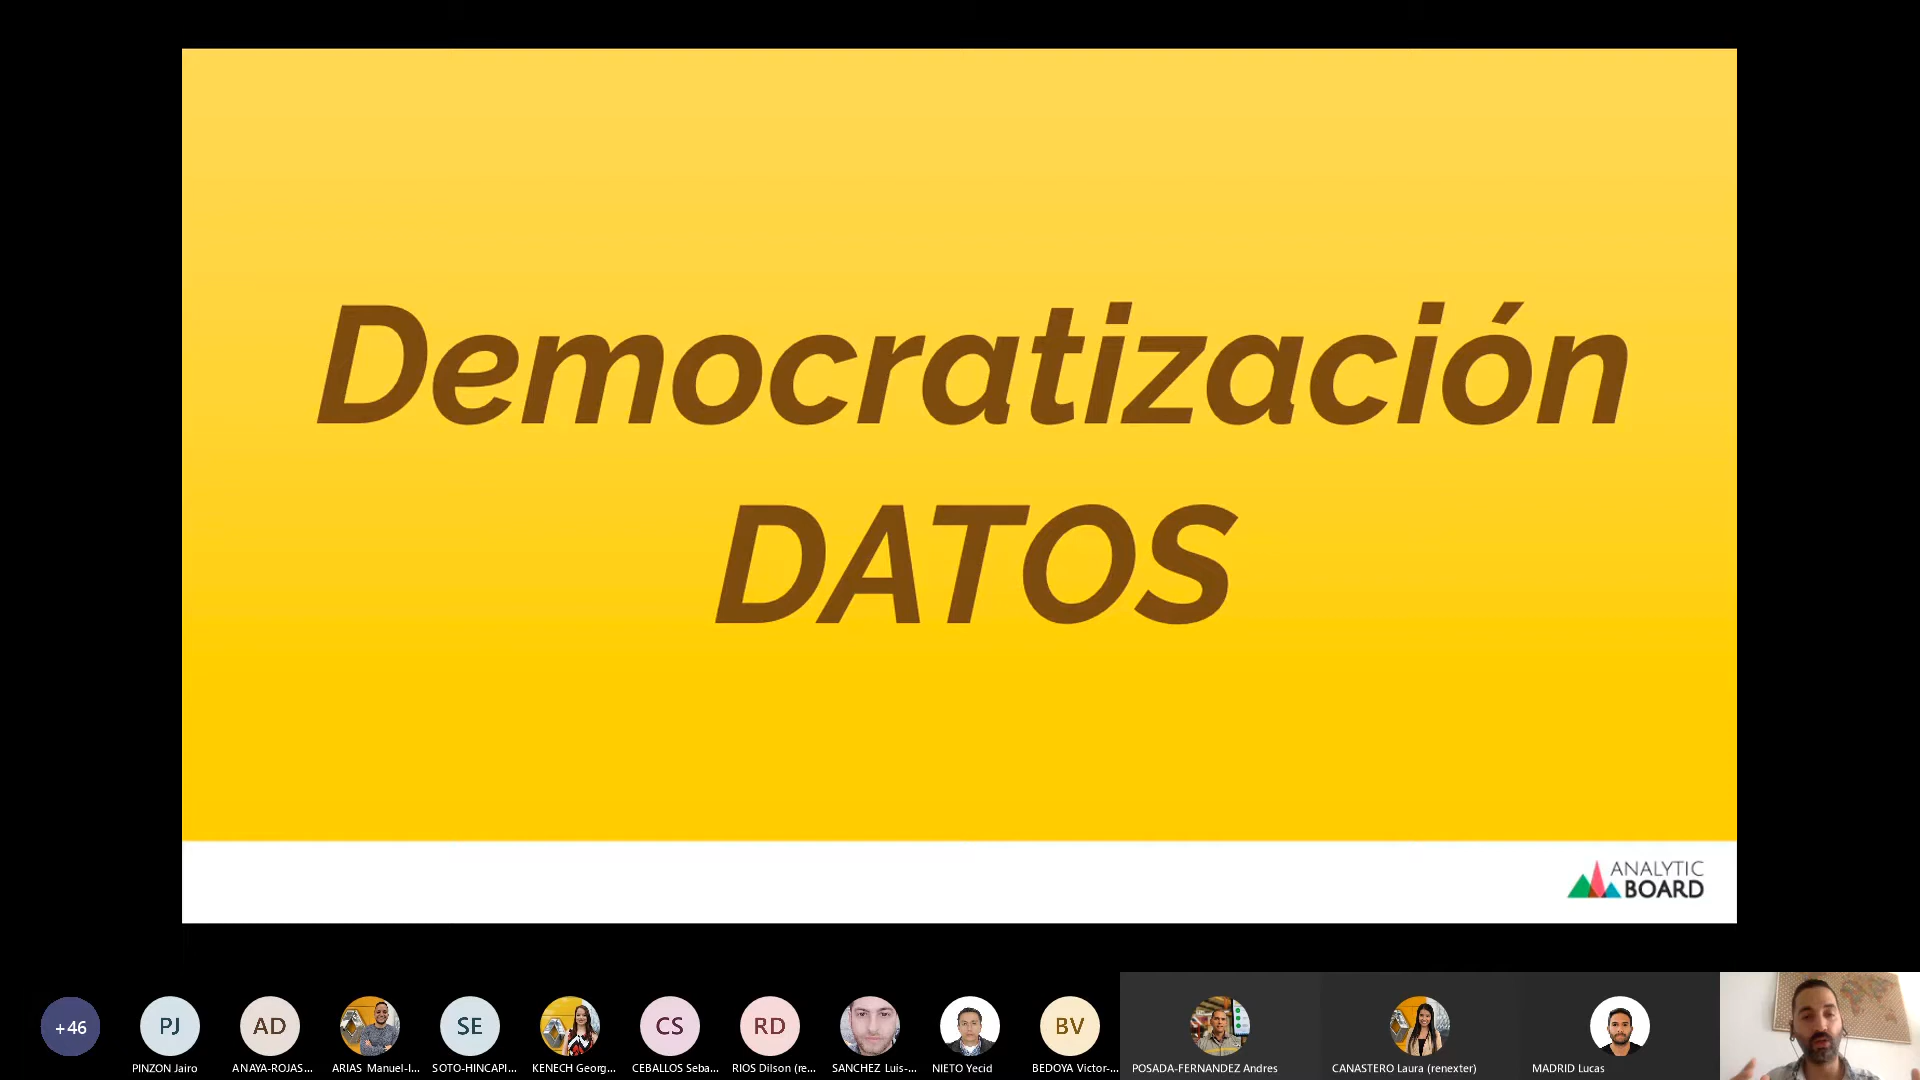 Democratización
DATOS
ANALYTIC
BOARD
+46
PJ
AD
SE
CS
RD
BV
PINZON Jairo
ANAYA-ROJAS...
ARIAS Manuel-I...
SOTO-HINCAPI...
KENECH Georg...
CEBALLOS Seba...
RIOS Dilson (re...
SANCHEZ Luis-...
NIETO Yecid
BEDOYA Victor-...
POSADA-FERNANDEZ Andres
CANASTERO Laura (renexter)
MADRID Lucas